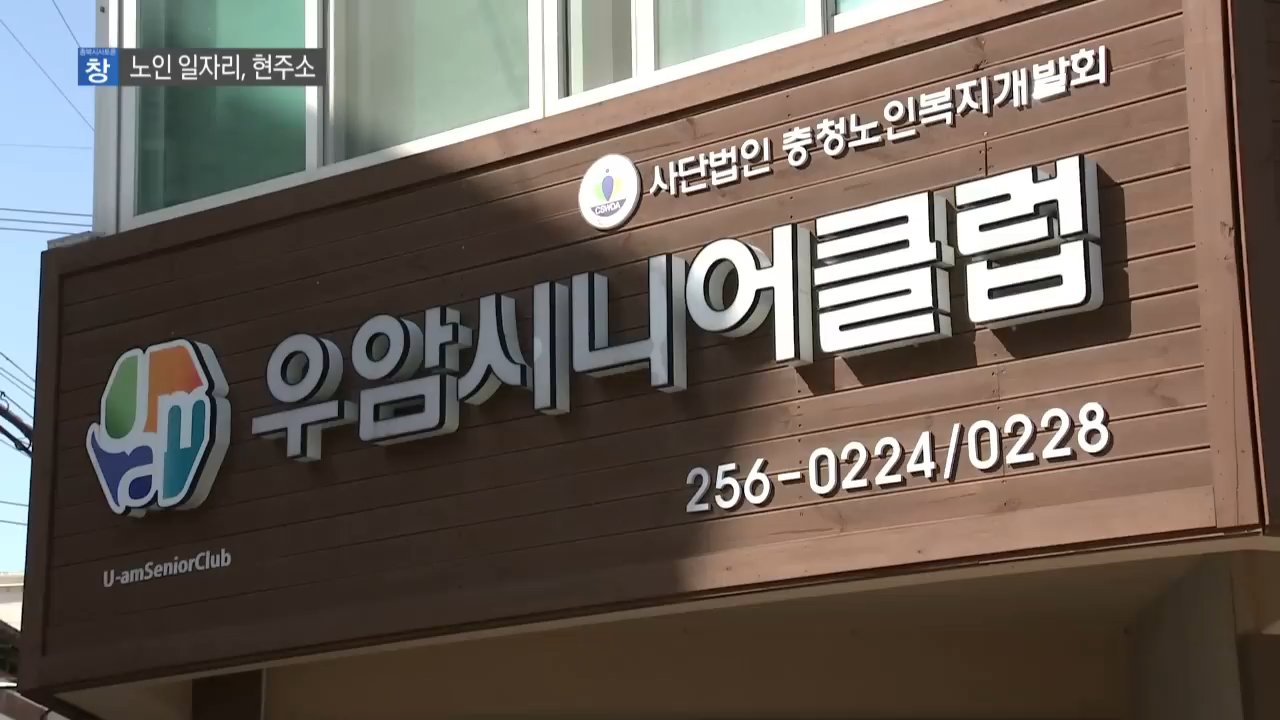 창 노인 일자리, 현주소
사단법인 충청노인복지개발회
CSWDA
우암시니어클럽
256-0224/0228
U-amSeniorClub